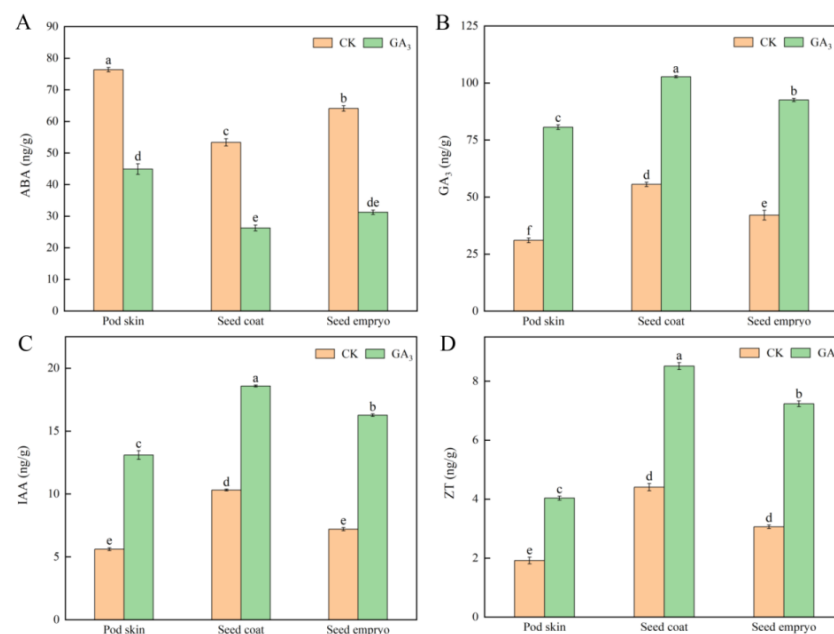 A
ABA (ng/g)
90
80
70
60
50
40
30
20
10
0
CK GA₃
a
d
c
e
b
de
Pod skin Seed coat Seed empryo
B
GA₃ (ng/g)
125
100
75
50
25
0
CK GA₃
f
c
d
a
e
b
Pod skin Seed coat Seed empryo
C
IAA (ng/g)
20
15
10
5
0
CK GA₃
e
c
d
a
e
b
Pod skin Seed coat Seed empryo
D
ZT (ng/g)
8
6
4
2
0
CK GA
e
c
d
a
d
b
Pod skin Seed coat Seed empryo